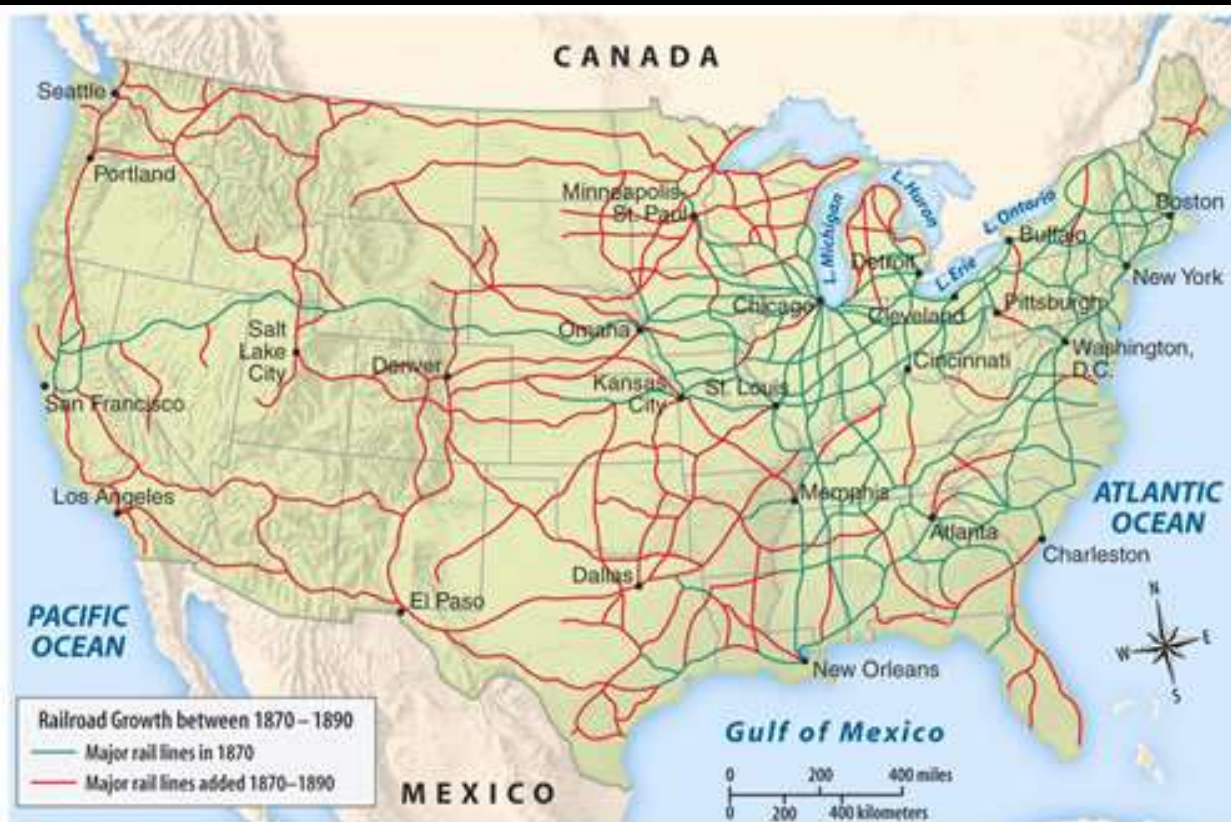 CANADA
Seattle
Portland
Minneapolis-
St. Paul
L. Michigan
L. Huron
L. Ontario
L. Erie
Boston
Buffalo
Detroit
New York
Chicago
Cleveland
Pittsburgh
Omaha
Salt
Lake
City
Denver
Kansas
City
St. Louis
Cincinnati
Washington,
D.C.
San Francisco
Los Angeles
Memphis
ATLANTIC
OCEAN
Atlanta
Charleston
Dallas
El Paso
PACIFIC
OCEAN
New Orleans
N
W
E
S
Railroad Growth between 1870 – 1890
Major rail lines in 1870
Major rail lines added 1870–1890
Gulf of Mexico
MEXICO
0 200 400 miles
0 200 400 kilometers